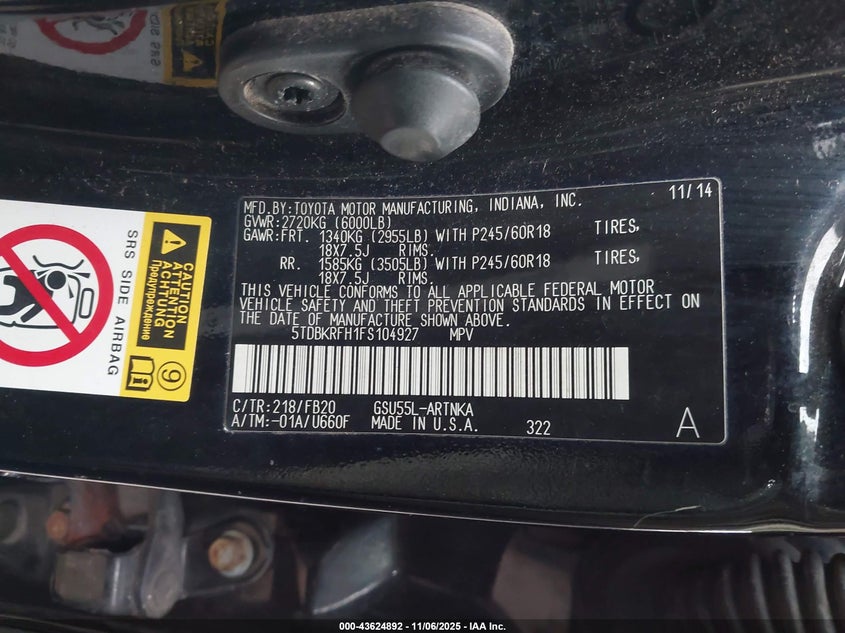 MFD.BY:TOYOTA MOTOR MANUFACTURING, INDIANA, INC. 11/14
GVWR:2720KG (6000LB)
GAWR:FRT. 1340KG (2955LB) WITH P245/60R18 TIRES,
18X7.5J RIMS.
RR. 1585KG (3505LB) WITH P245/60R18 TIRES,
18X7.5J RIMS.
THIS VEHICLE CONFORMS TO ALL APPLICABLE FEDERAL MOTOR
VEHICLE SAFETY AND THEFT PREVENTION STANDARDS IN EFFECT ON
THE DATE OF MANUFACTURE SHOWN ABOVE.
5TDBKRFH1FS104927 MPV
C/TR:218/FB20 GSU55L-ARTNKA
A/TM:-01A/U660F MADE IN U.S.A. 322 A
SRS SIDE AIRBAG
CAUTION
ATTENTION
ACHTUNG
Предупреждение
9
000-43624892 - 11/06/2025 - IAA Inc.